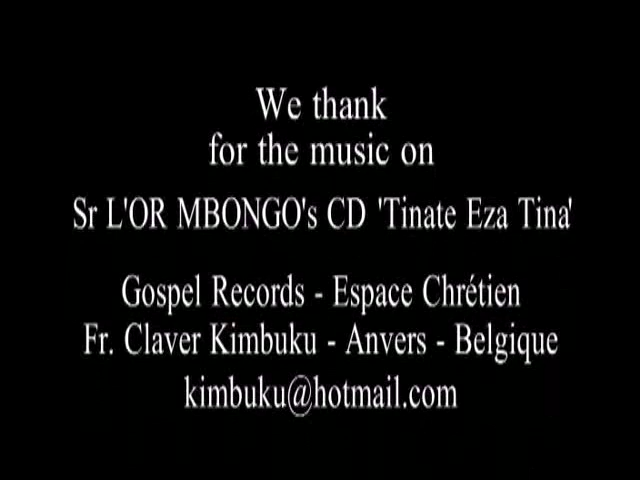 We thank
for the music on
Sr L'OR MBONGO's CD 'Tinate Eza Tina'
Gospel Records - Espace Chrétien
Fr. Claver Kimbuku - Anvers - Belgique
kimbuku@hotmail.com